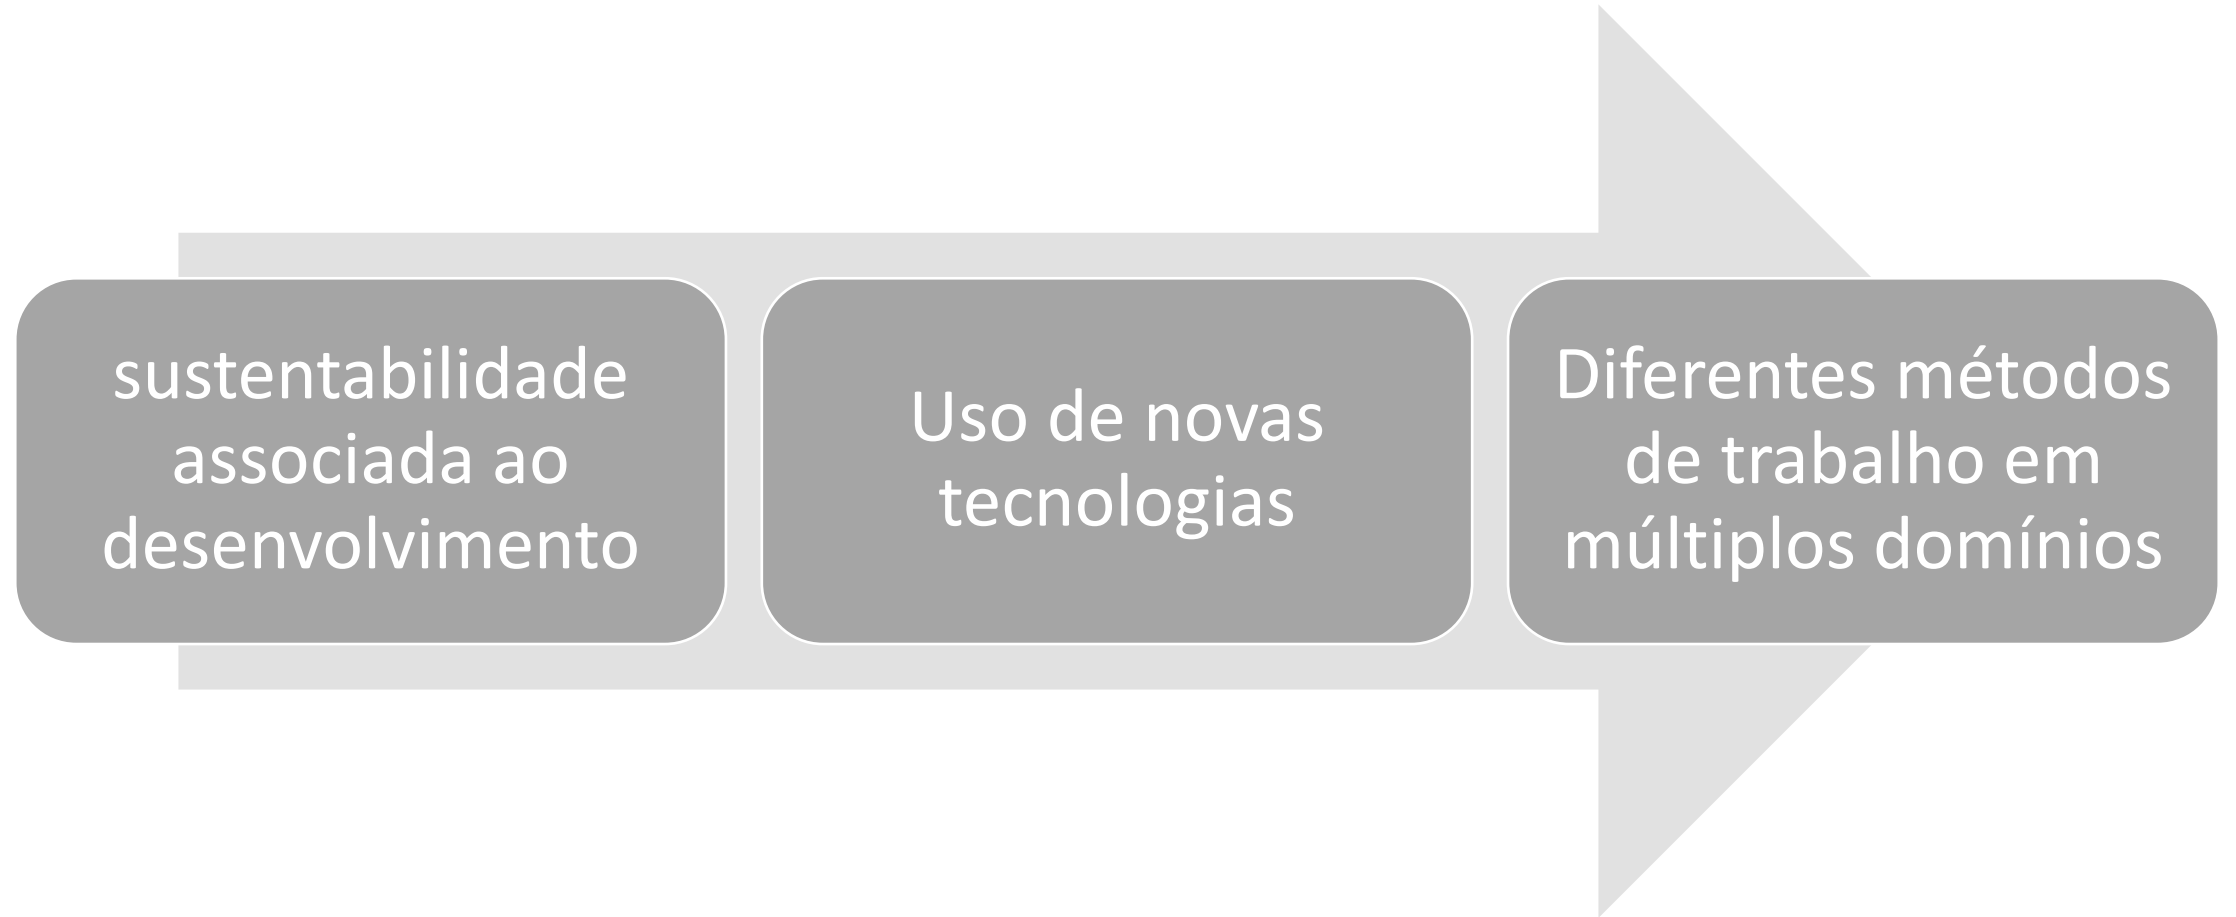 sustentabilidade
associada ao
desenvolvimento
Uso de novas
tecnologias
Diferentes métodos
de trabalho em
múltiplos domínios